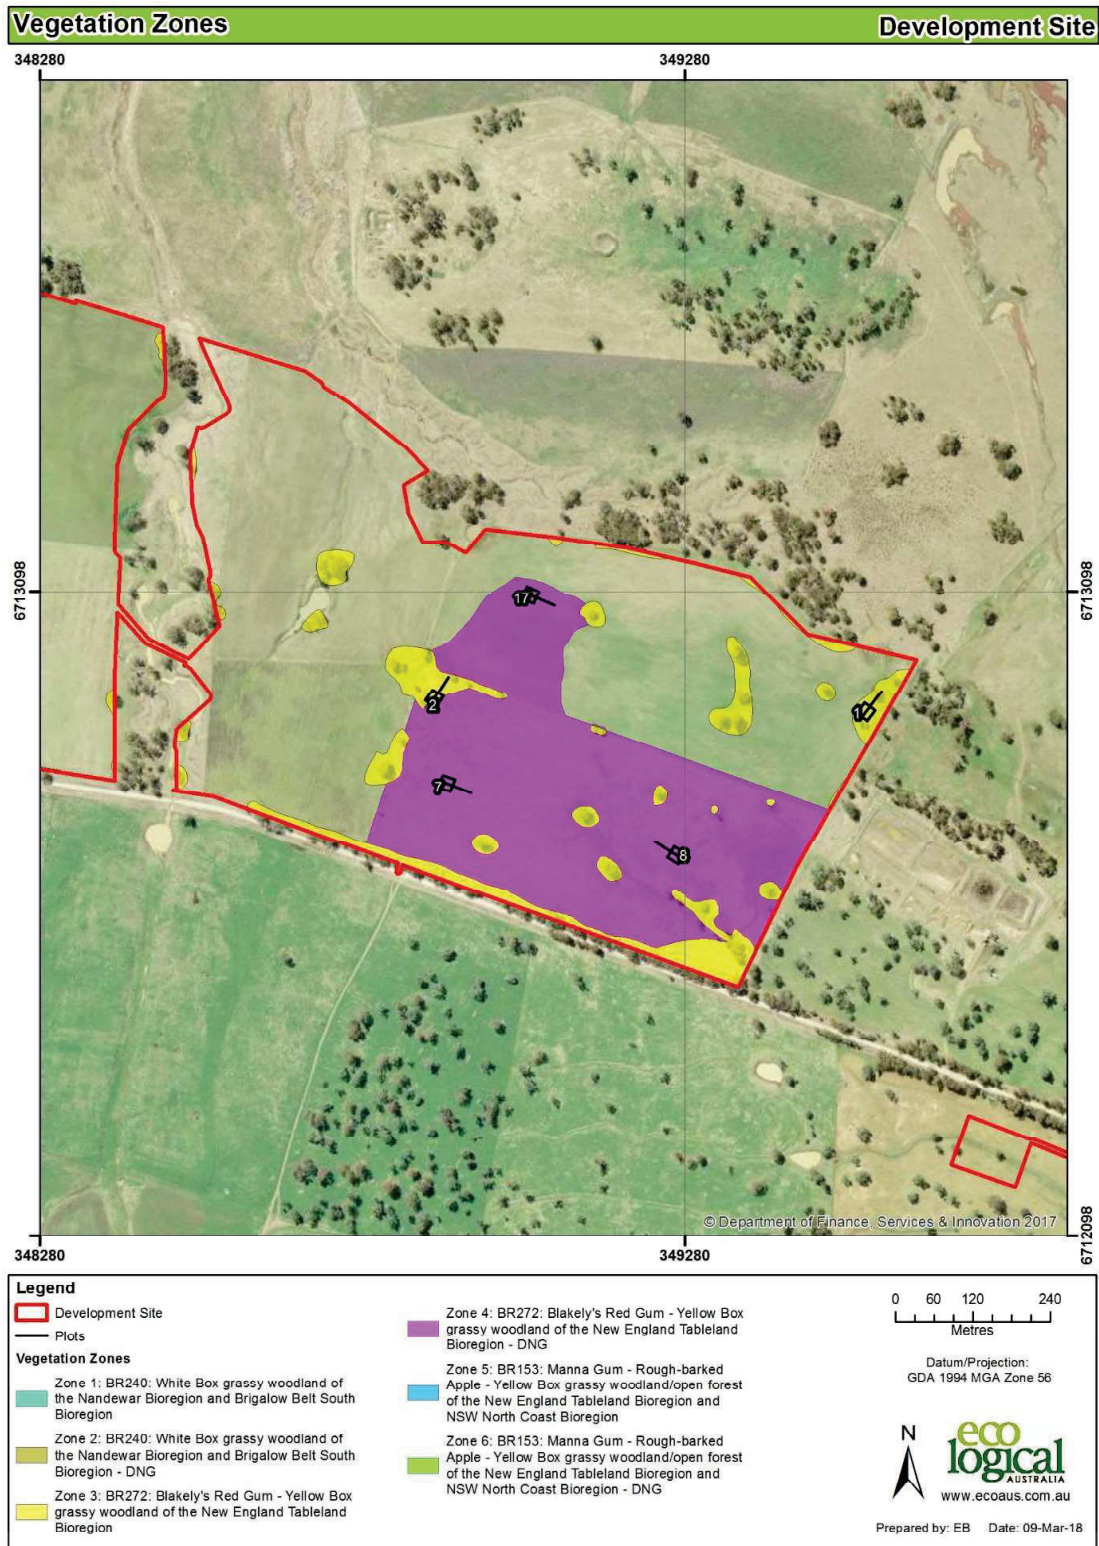 Vegetation Zones
Development Site
348280
349280
6713098
6713098
17
2
1
7
8
© Department of Finance, Services & Innovation 2017
6712098
348280
349280
Legend
Development Site
Plots
Vegetation Zones
Zone 1: BR240: White Box grassy woodland of
the Nandewar Bioregion and Brigalow Belt South
Bioregion
Zone 2: BR240: White Box grassy woodland of
the Nandewar Bioregion and Brigalow Belt South
Bioregion - DNG
Zone 3: BR272: Blakely's Red Gum - Yellow Box
grassy woodland of the New England Tableland
Bioregion
Zone 4: BR272: Blakely's Red Gum - Yellow Box
grassy woodland of the New England Tableland
Bioregion - DNG
Zone 5: BR153: Manna Gum - Rough-barked
Apple - Yellow Box grassy woodland/open forest
of the New England Tableland Bioregion and
NSW North Coast Bioregion
Zone 6: BR153: Manna Gum - Rough-barked
Apple - Yellow Box grassy woodland/open forest
of the New England Tableland Bioregion and
NSW North Coast Bioregion - DNG
0 60 120 240
Metres
Datum/Projection:
GDA 1994 MGA Zone 56
N
eco
logical
AUSTRALIA
www.ecoaus.com.au
Prepared by: EB Date: 09-Mar-18